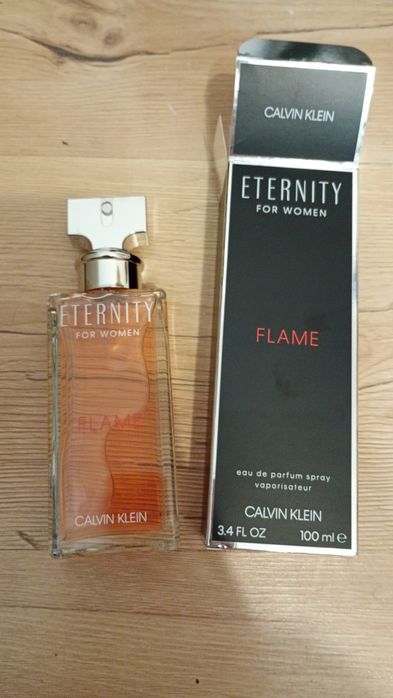 ETERNITY
FOR WOMEN
FLAME
CALVIN KLEIN
CALVIN KLEIN
ETERNITY
FOR WOMEN
FLAME
eau de parfum spray
vaporisateur
CALVIN KLEIN
3.4 FL OZ 100 ml ℮